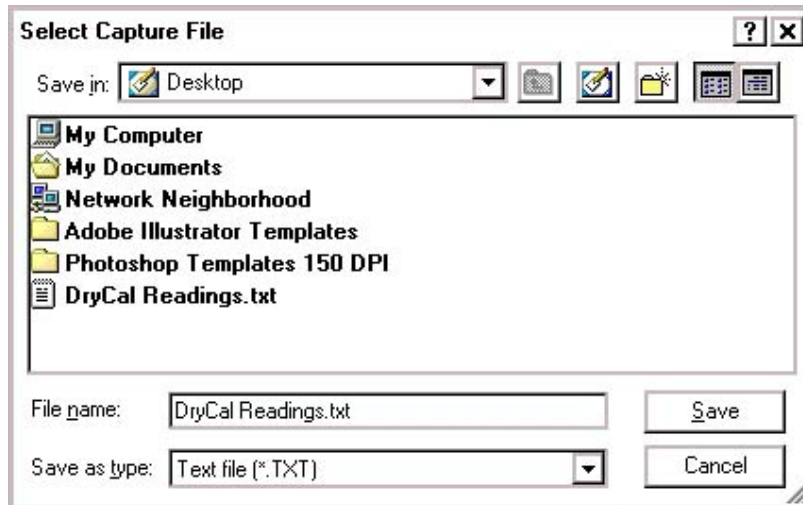 Select Capture File
? X
Save in: Desktop
My Computer
My Documents
Network Neighborhood
Adobe Illustrator Templates
Photoshop Templates 150 DPI
DryCal Readings.txt
File name: DryCal Readings.txt Save
Save as type: Text file (*.TXT) Cancel